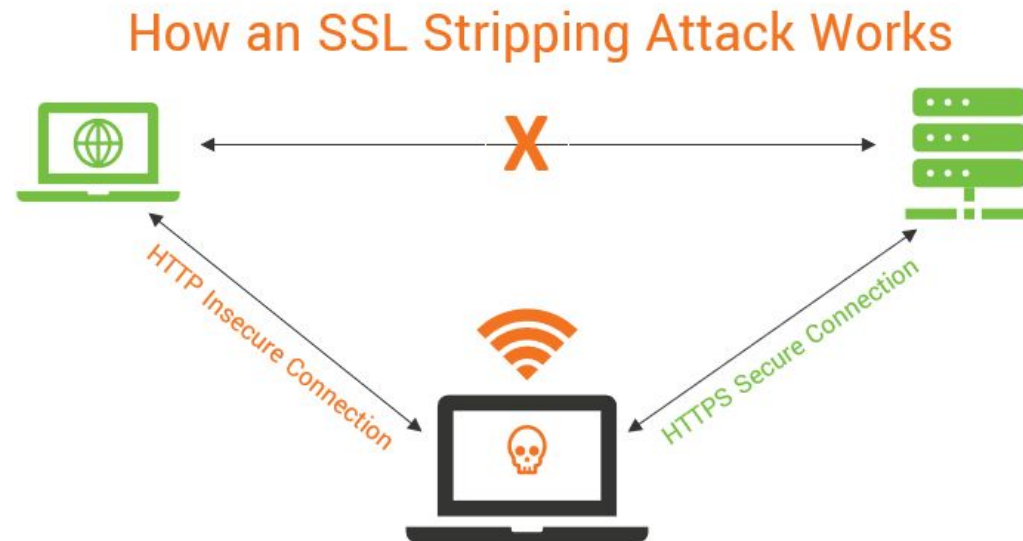 How an SSL Stripping Attack Works
X
HTTP Insecure Connection
HTTPS Secure Connection